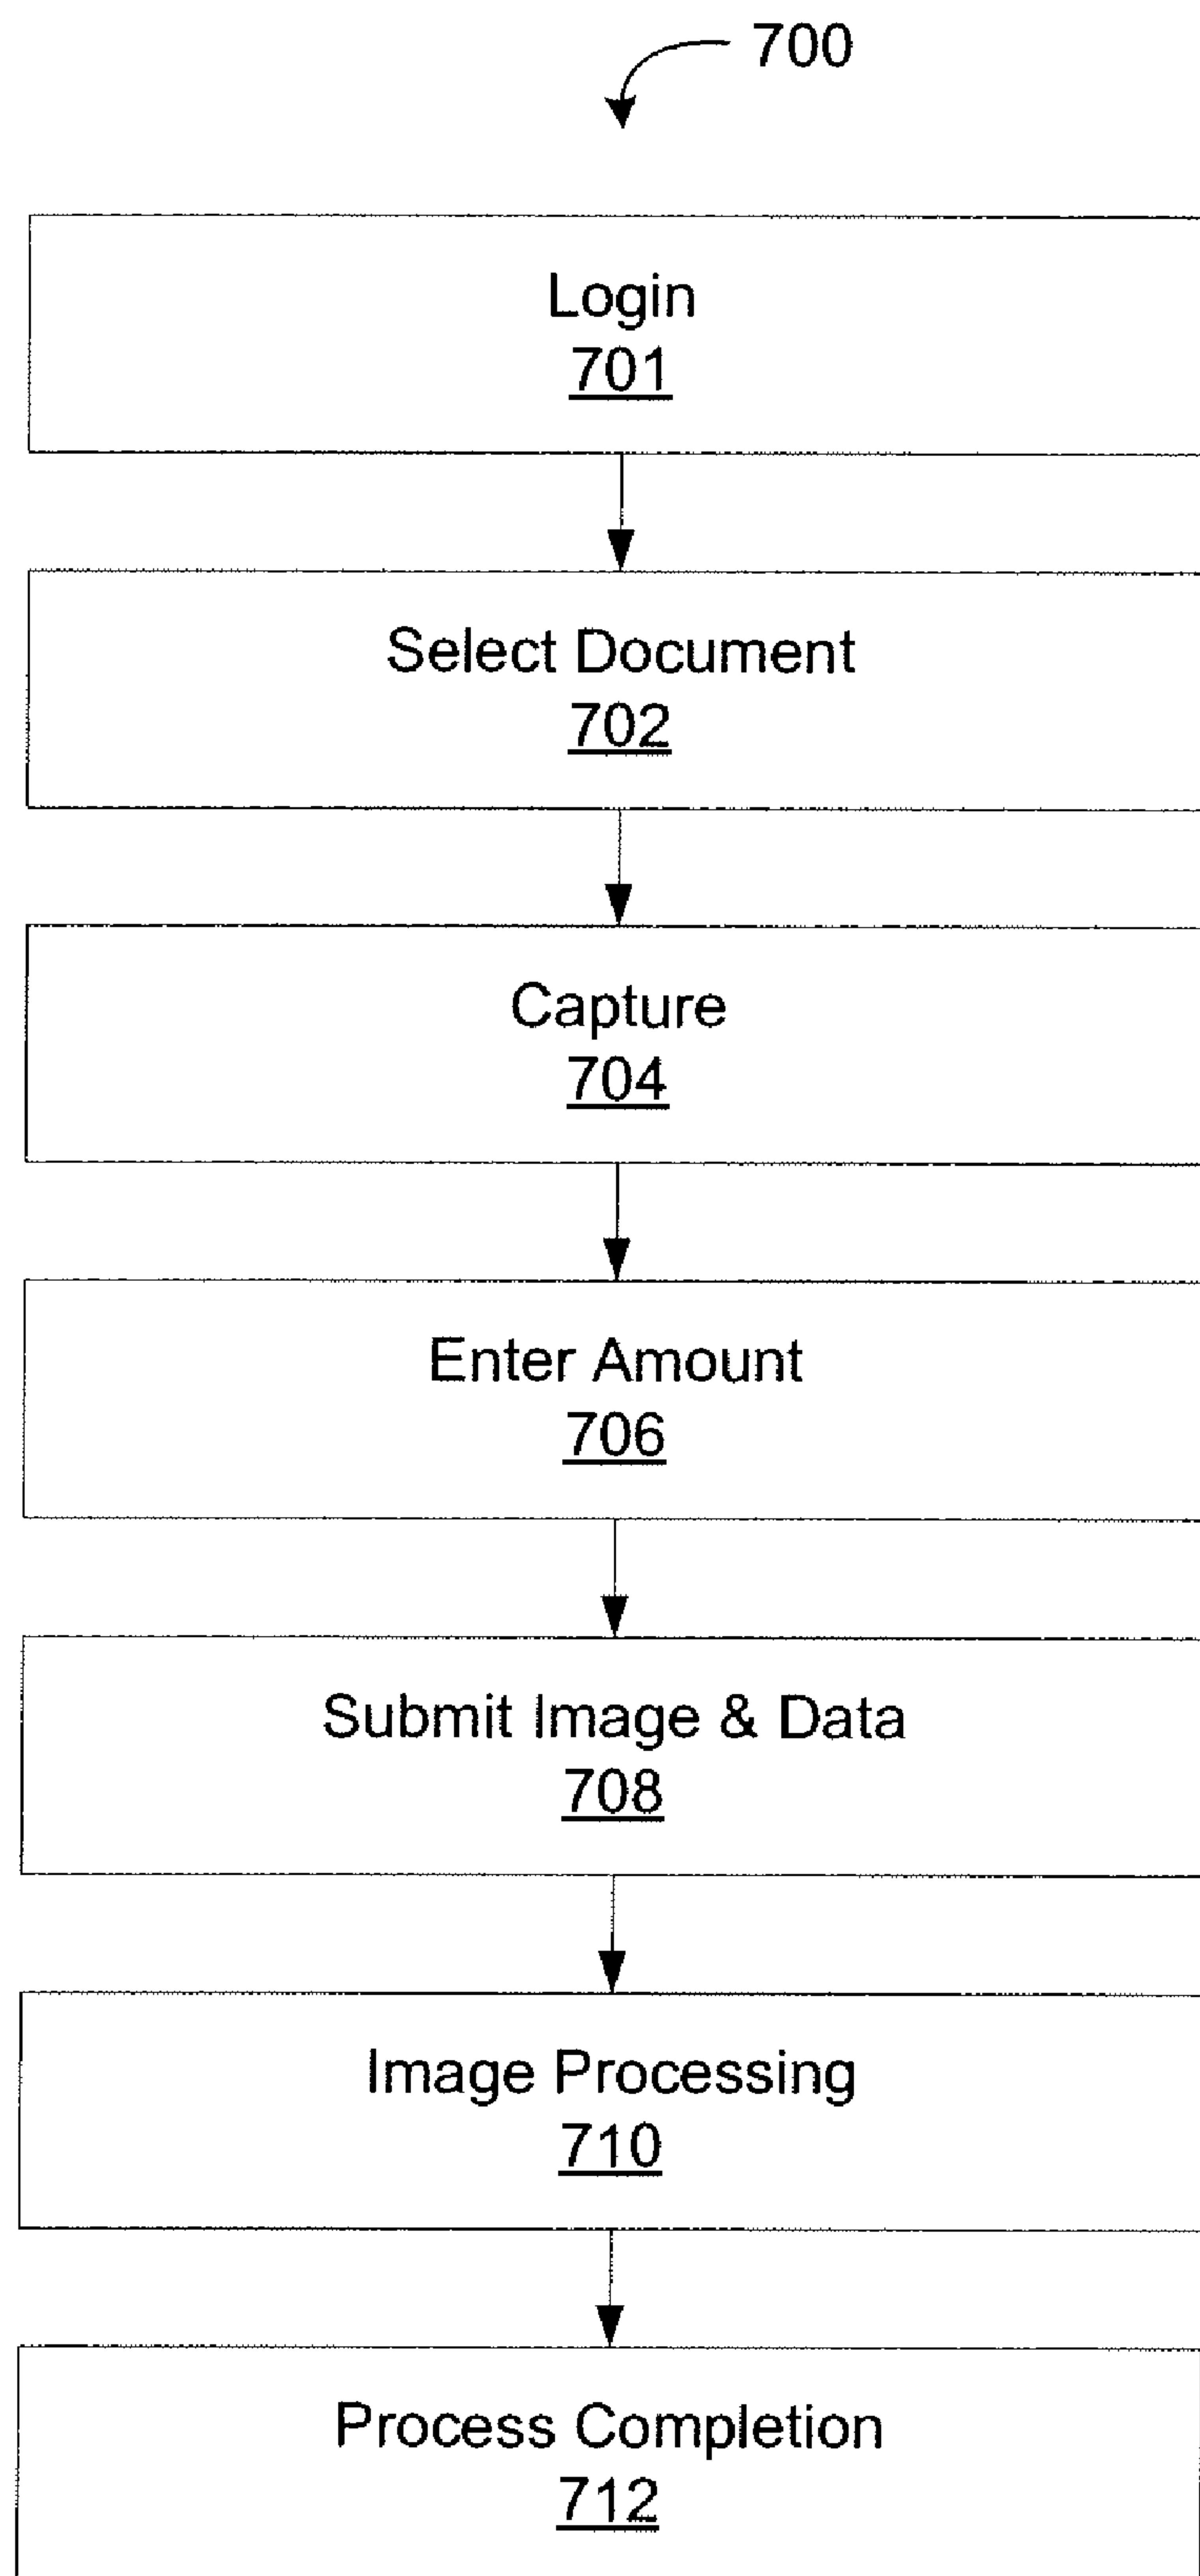 700
Login
701
Select Document
702
Capture
704
Enter Amount
706
Submit Image & Data
708
Image Processing
710
Process Completion
712